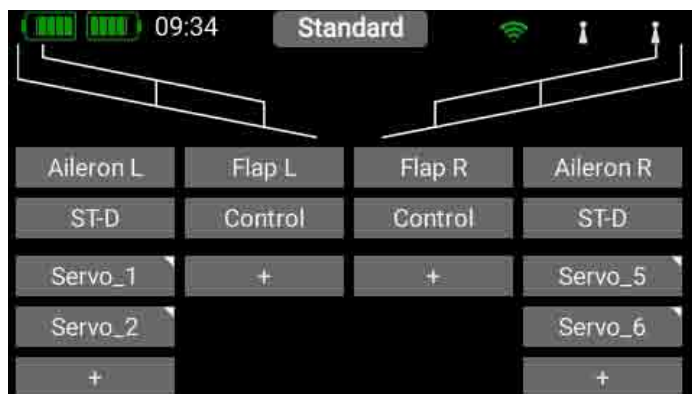 09:34 Standard
Aileron L Flap L Flap R Aileron R
ST-D Control Control ST-D
Servo_1 + + Servo_5
Servo_2 Servo_6
+ +